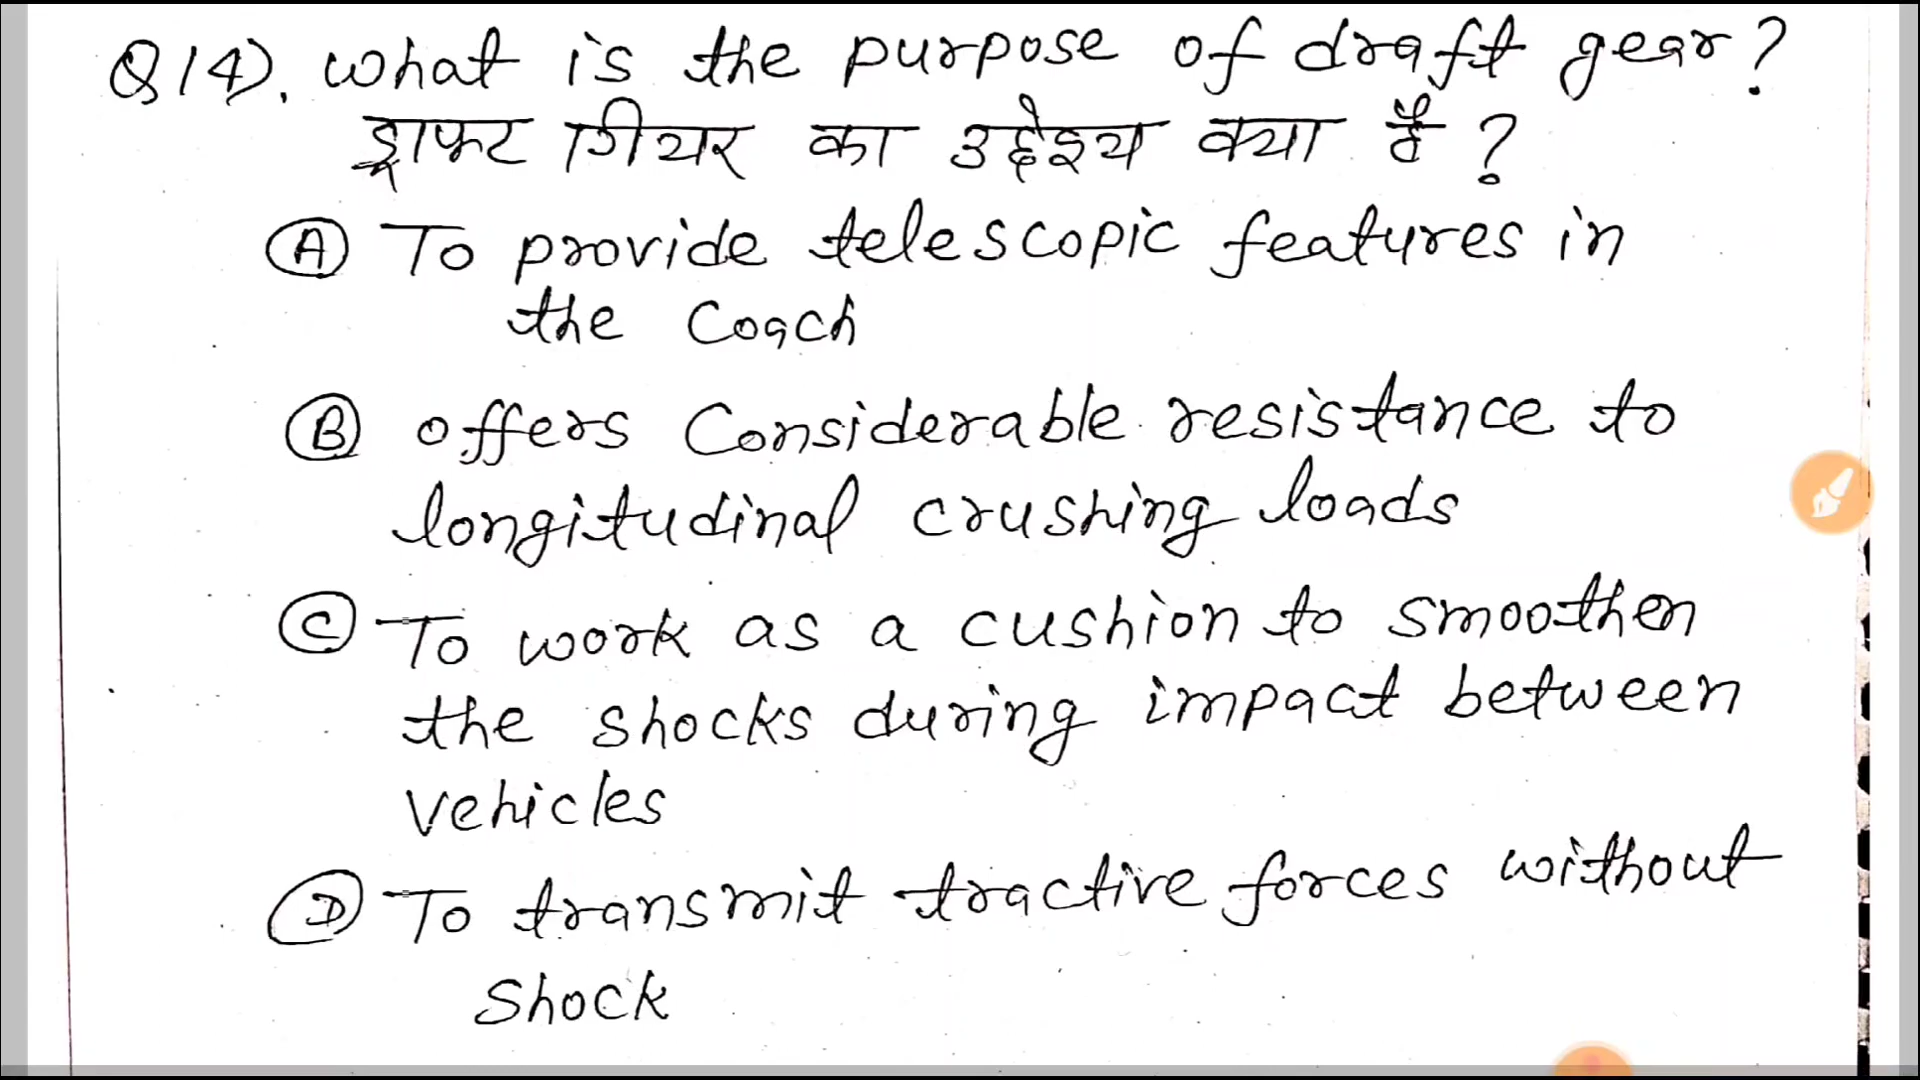 Q14). What is the purpose of draft gear?
ड्राफ्ट गीयर का उद्देश्य क्या है?
(A) To provide telescopic features in
the Coach
(B) offers Considerable resistance to
longitudinal crushing loads
(C) To work as a cushion to smoothen
the shocks during impact between
vehicles
(D) To transmit tractive forces without
Shock